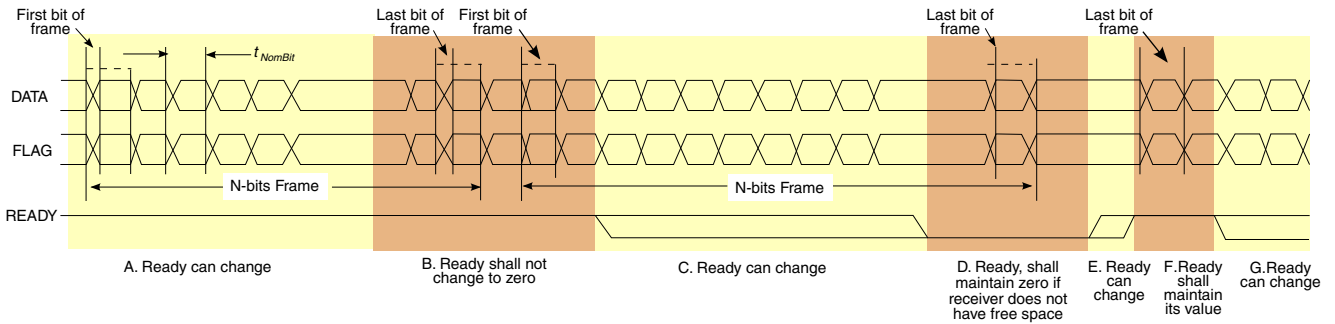 First bit of
frame
Last bit of
frame
First bit of
frame
Last bit of
frame
Last bit of
frame
t NomBit
DATA
FLAG
N-bits Frame
N-bits Frame
READY
A. Ready can change
B. Ready shall not
change to zero
C. Ready can change
D. Ready, shall
maintain zero if
receiver does not
have free space
E. Ready
can
change
F.Ready
shall
maintain
its value
G.Ready
can change